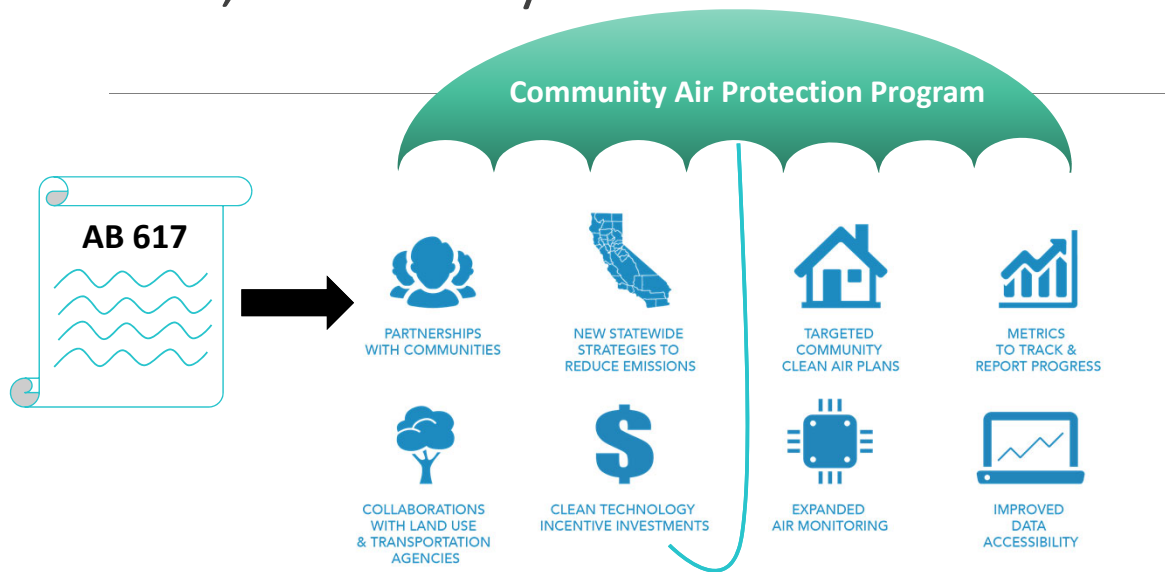 Community Air Protection Program
AB 617
PARTNERSHIPS
WITH COMMUNITIES
NEW STATEWIDE
STRATEGIES TO
REDUCE EMISSIONS
TARGETED
COMMUNITY
CLEAN AIR PLANS
METRICS
TO TRACK &
REPORT PROGRESS
COLLABORATIONS
WITH LAND USE
& TRANSPORTATION
AGENCIES
CLEAN TECHNOLOGY
INCENTIVE INVESTMENTS
EXPANDED
AIR MONITORING
IMPROVED
DATA
ACCESSIBILITY